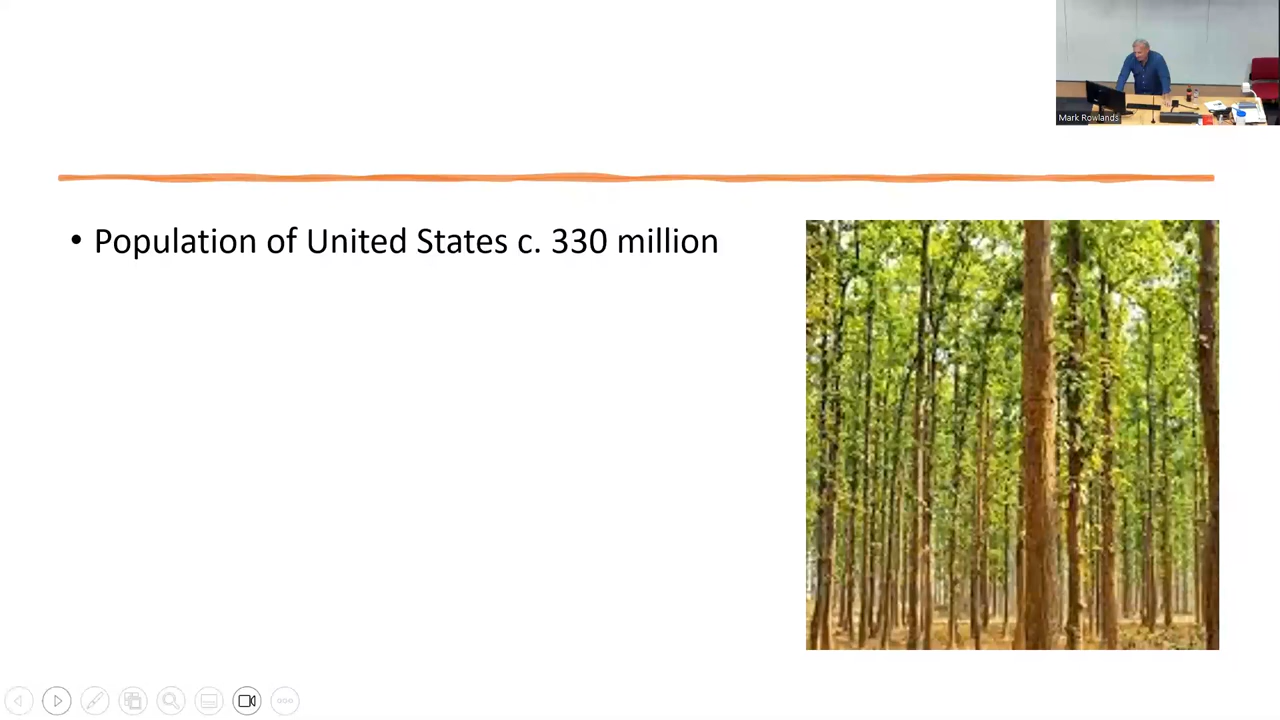 Mark Rowlands
• Population of United States c. 330 million